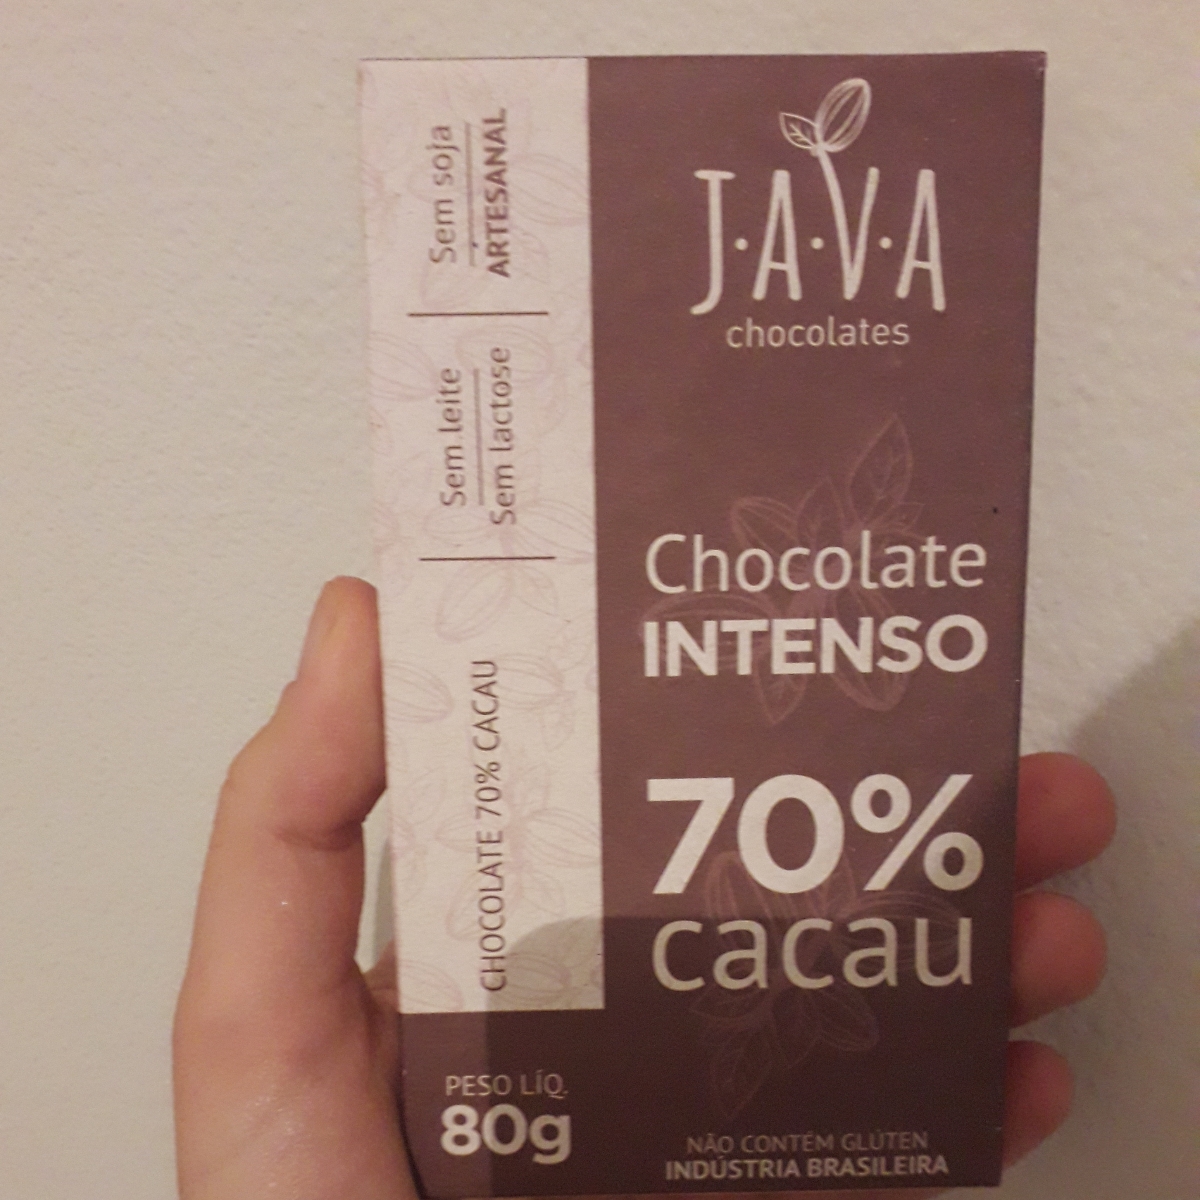 J·A·V·A
chocolates
Chocolate
INTENSO
70%
cacau
NÃO CONTÉM GLÚTEN
INDÚSTRIA BRASILEIRA
Sem soja
ARTESANAL
Sem leite
Sem lactose
CHOCOLATE 70% CACAU
PESO LÍQ.
80g